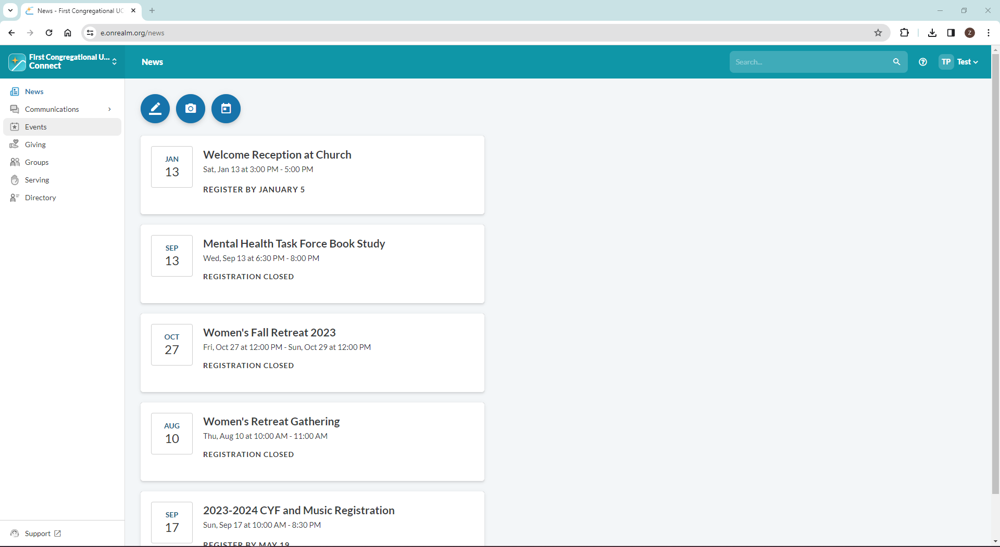 News - First Congregational UC
e.onrealm.org/news
Z
First Congregational U...
Connect
News
Search...
TP Test
News
Communications
Events
Giving
Groups
Serving
Directory
JAN
13
Welcome Reception at Church
Sat, Jan 13 at 3:00 PM - 5:00 PM
REGISTER BY JANUARY 5
SEP
13
Mental Health Task Force Book Study
Wed, Sep 13 at 6:30 PM - 8:00 PM
REGISTRATION CLOSED
OCT
27
Women's Fall Retreat 2023
Fri, Oct 27 at 12:00 PM - Sun, Oct 29 at 12:00 PM
REGISTRATION CLOSED
AUG
10
Women's Retreat Gathering
Thu, Aug 10 at 10:00 AM - 11:00 AM
REGISTRATION CLOSED
SEP
17
2023-2024 CYF and Music Registration
Sun, Sep 17 at 10:00 AM - 8:30 PM
REGISTER BY MAY 19
Support